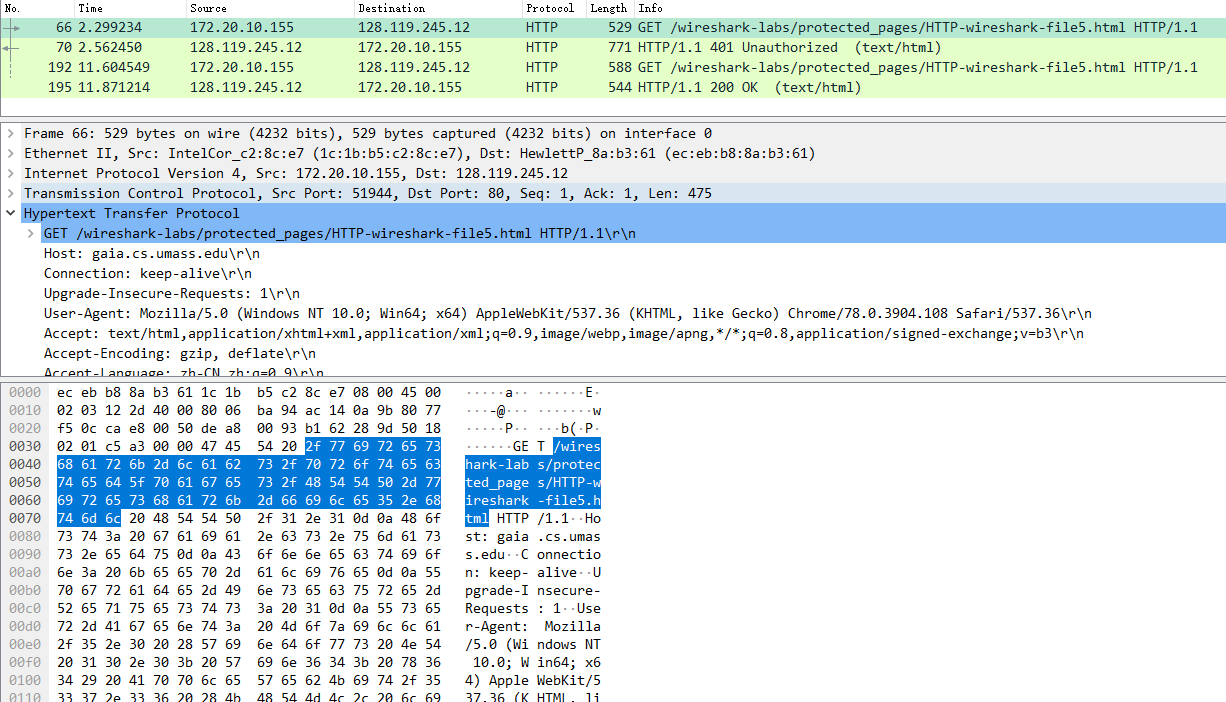 No. Time Source Destination Protocol Length Info
66 2.299234 172.20.10.155 128.119.245.12 HTTP 529 GET /wireshark-labs/protected_pages/HTTP-wireshark-file5.html HTTP/1.1
70 2.562450 128.119.245.12 172.20.10.155 HTTP 771 HTTP/1.1 401 Unauthorized  (text/html)
192 11.604549 172.20.10.155 128.119.245.12 HTTP 588 GET /wireshark-labs/protected_pages/HTTP-wireshark-file5.html HTTP/1.1
195 11.871214 128.119.245.12 172.20.10.155 HTTP 544 HTTP/1.1 200 OK  (text/html)
Frame 66: 529 bytes on wire (4232 bits), 529 bytes captured (4232 bits) on interface 0
Ethernet II, Src: IntelCor_c2:8c:e7 (1c:1b:b5:c2:8c:e7), Dst: HewlettP_8a:b3:61 (ec:eb:b8:8a:b3:61)
Internet Protocol Version 4, Src: 172.20.10.155, Dst: 128.119.245.12
Transmission Control Protocol, Src Port: 51944, Dst Port: 80, Seq: 1, Ack: 1, Len: 475
Hypertext Transfer Protocol
GET /wireshark-labs/protected_pages/HTTP-wireshark-file5.html HTTP/1.1\r\n
Host: gaia.cs.umass.edu\r\n
Connection: keep-alive\r\n
Upgrade-Insecure-Requests: 1\r\n
User-Agent: Mozilla/5.0 (Windows NT 10.0; Win64; x64) AppleWebKit/537.36 (KHTML, like Gecko) Chrome/78.0.3904.108 Safari/537.36\r\n
Accept: text/html,application/xhtml+xml,application/xml;q=0.9,image/webp,image/apng,*/*;q=0.8,application/signed-exchange;v=b3\r\n
Accept-Encoding: gzip, deflate\r\n
Accept-Language: zh-CN,zh;q=0.9\r\n
0000 ec eb b8 8a b3 61 1c 1b b5 c2 8c e7 08 00 45 00 ·····a·· ······E·
0010 02 03 12 2d 40 00 80 06 ba 94 ac 14 0a 9b 80 77 ···-@··· ·······w
0020 f5 0c ca e8 00 50 de a8 00 93 b1 62 28 9d 50 18 ·····P·· ···b(·P·
0030 02 01 c5 a3 00 00 47 45 54 20 2f 77 69 72 65 73 ······GE T /wires
0040 68 61 72 6b 2d 6c 61 62 73 2f 70 72 6f 74 65 63 hark-lab s/protec
0050 74 65 64 5f 70 61 67 65 73 2f 48 54 54 50 2d 77 ted_page s/HTTP-w
0060 69 72 65 73 68 61 72 6b 2d 66 69 6c 65 35 2e 68 ireshark -file5.h
0070 74 6d 6c 20 48 54 54 50 2f 31 2e 31 0d 0a 48 6f tml HTTP /1.1··Ho
0080 73 74 3a 20 67 61 69 61 2e 63 73 2e 75 6d 61 73 st: gaia .cs.umas
0090 73 2e 65 64 75 0d 0a 43 6f 6e 6e 65 63 74 69 6f s.edu··C onnectio
00a0 6e 3a 20 6b 65 65 70 2d 61 6c 69 76 65 0d 0a 55 n: keep- alive··U
00b0 70 67 72 61 64 65 2d 49 6e 73 65 63 75 72 65 2d pgrade-I nsecure-
00c0 52 65 71 75 65 73 74 73 3a 20 31 0d 0a 55 73 65 Requests : 1··Use
00d0 72 2d 41 67 65 6e 74 3a 20 4d 6f 7a 69 6c 6c 61 r-Agent:  Mozilla
00e0 2f 35 2e 30 20 28 57 69 6e 64 6f 77 73 20 4e 54 /5.0 (Wi ndows NT
00f0 20 31 30 2e 30 3b 20 57 69 6e 36 34 3b 20 78 36 10.0; W in64; x6
0100 34 29 20 41 70 70 6c 65 57 65 62 4b 69 74 2f 35 4) Apple WebKit/5
0110 33 37 2e 33 36 20 28 4b 48 54 4d 4c 2c 20 6c 69 37.36 (K HTML, li